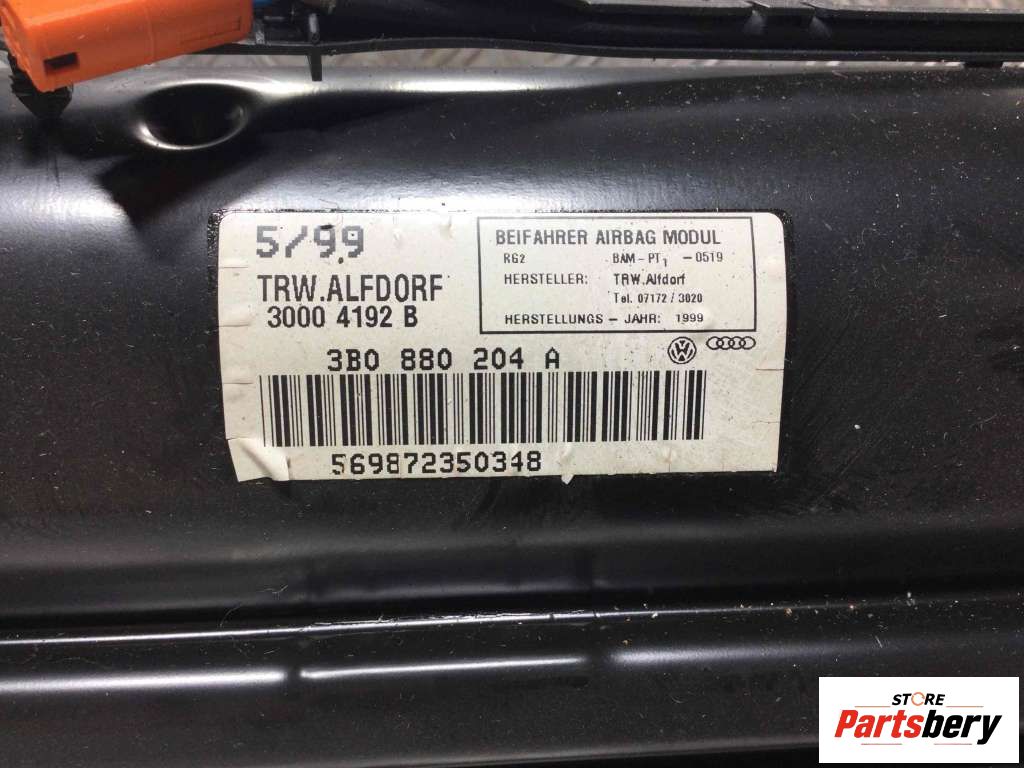 5/99
TRW.ALFDORF
3000 4192 B
BEIFAHRER AIRBAG MODUL
RG2 BAM-PT1-0519
HERSTELLER: TRW.Alfdorf
Tel. 07172/3020
HERSTELLUNGS-JAHR: 1999
3B0 880 204 A
569872350348
STORE
Partsbery